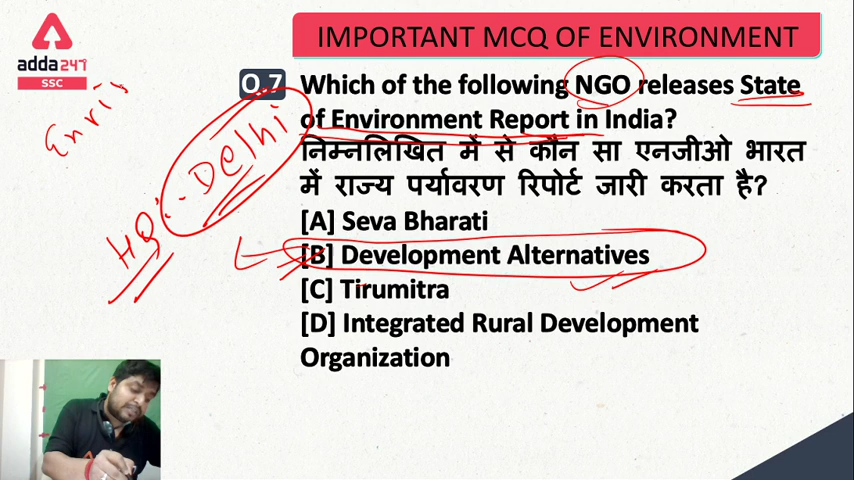 adda247
SSC
IMPORTANT MCQ OF ENVIRONMENT
Q.7 Which of the following NGO releases State
of Environment Report in India?
निम्नलिखित में से कौन सा एनजीओ भारत
में राज्य पर्यावरण रिपोर्ट जारी करता है?
[A] Seva Bharati
[B] Development Alternatives
[C] Tirumitra
[D] Integrated Rural Development
Organization
Enris
HQ:. Delhi